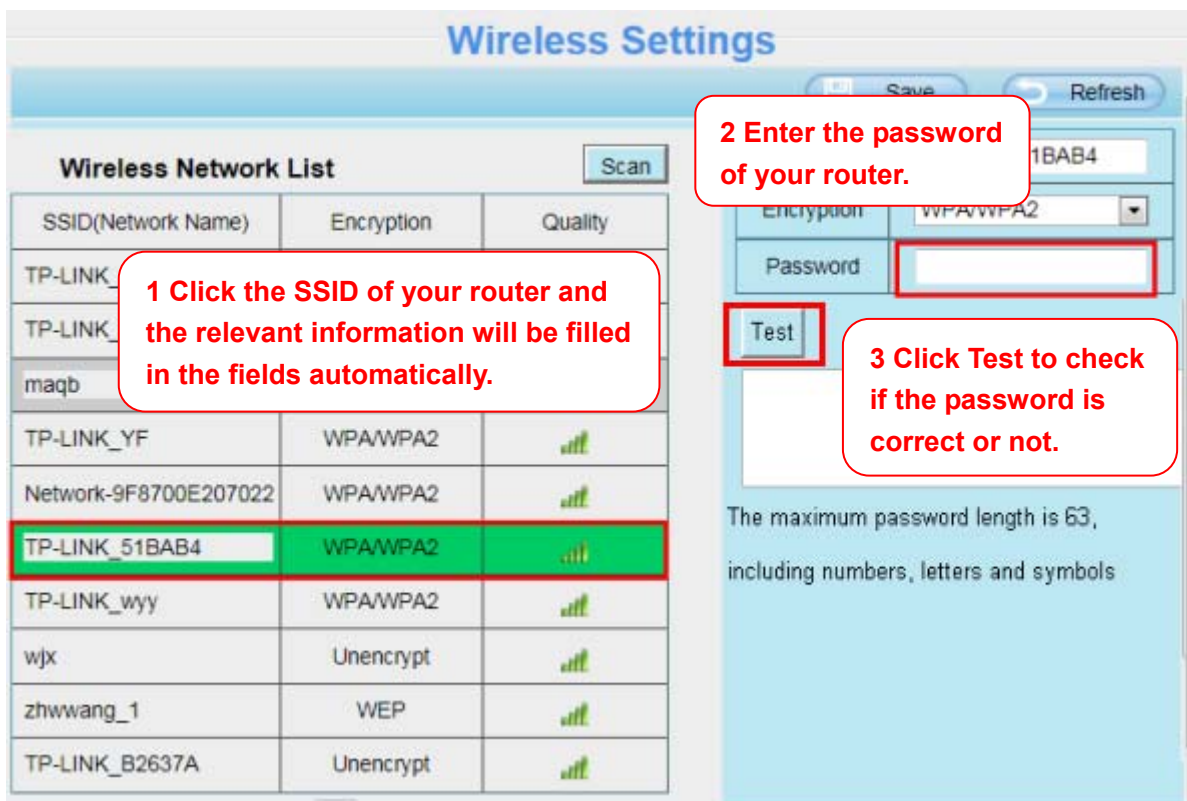 Wireless Settings
Save
Refresh
Wireless Network List
Scan
SSID(Network Name) Encryption Quality
TP-LINK_
TP-LINK_
maqb
1 Click the SSID of your router and
the relevant information will be filled
in the fields automatically.
TP-LINK_YF WPA/WPA2
Network-9F8700E207022 WPA/WPA2
TP-LINK_51BAB4 WPA/WPA2
TP-LINK_wyy WPA/WPA2
wjx Unencrypt
zhwwang_1 WEP
TP-LINK_B2637A Unencrypt
2 Enter the password
of your router.
1BAB4
Encryption WPA/WPA2
Password
Test
3 Click Test to check
if the password is
correct or not.
The maximum password length is 63,
including numbers, letters and symbols